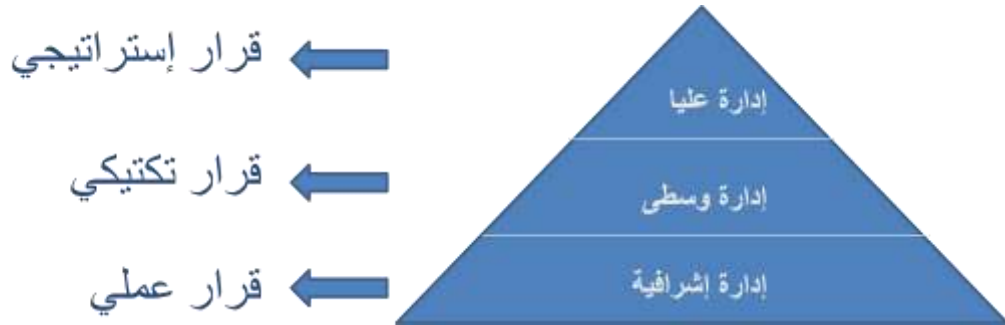 إدارة عليا
قرار إستراتيجي
إدارة وسطى
قرار تكتيكي
إدارة إشرافية
قرار عملي